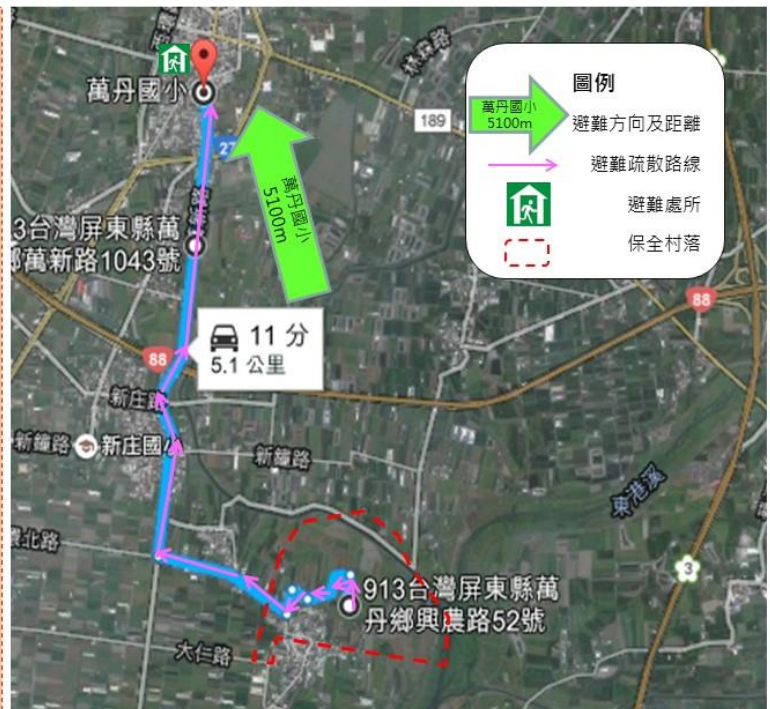 萬丹國小
189
27
3台灣屏東縣萬
鄉萬新路1043號
萬丹國小
5100m
圖例
萬丹國小
5100m
避難方向及距離
避難疏散路線
避難處所
保全村落
林森路
88
88
11 分
5.1 公里
新庄路
新鐘路
新庄國小
新鐘路
東港溪
北路
3
913台灣屏東縣萬
丹鄉興農路52號
大仁路